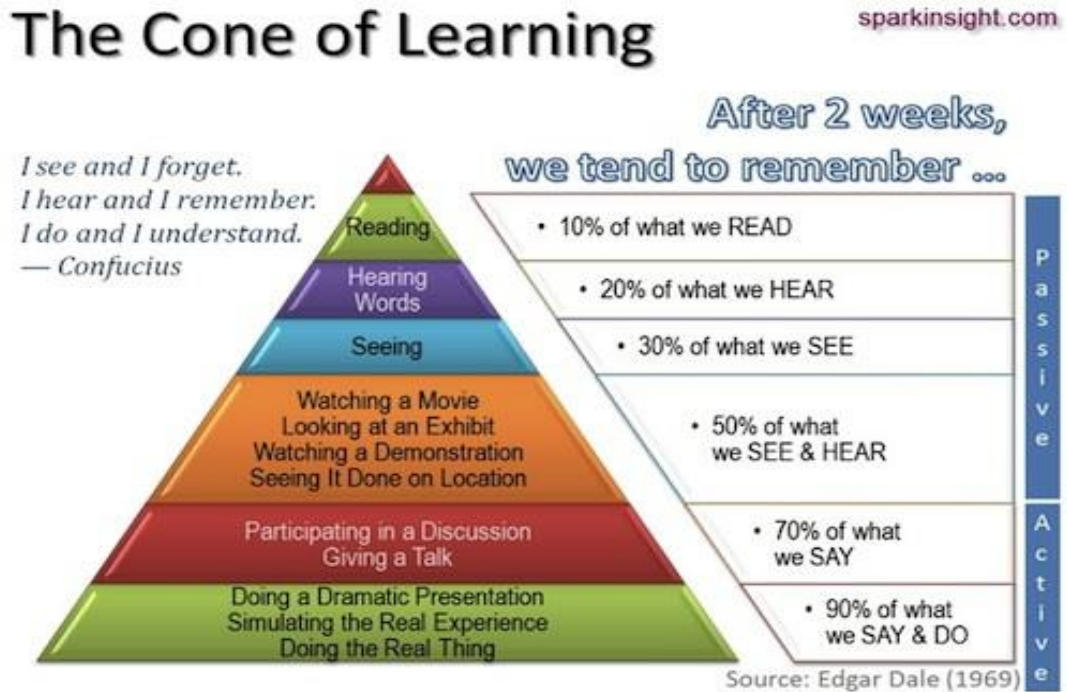 The Cone of Learning
sparkinsight.com
After 2 weeks,
we tend to remember ...
I see and I forget.
I hear and I remember.
I do and I understand.
— Confucius
Reading
• 10% of what we READ
Hearing
Words
• 20% of what we HEAR
Seeing
• 30% of what we SEE
Watching a Movie
Looking at an Exhibit
Watching a Demonstration
Seeing It Done on Location
• 50% of what
we SEE & HEAR
Passive
Participating in a Discussion
Giving a Talk
• 70% of what
we SAY
Doing a Dramatic Presentation
Simulating the Real Experience
Doing the Real Thing
• 90% of what
we SAY & DO
Active
Source: Edgar Dale (1969)